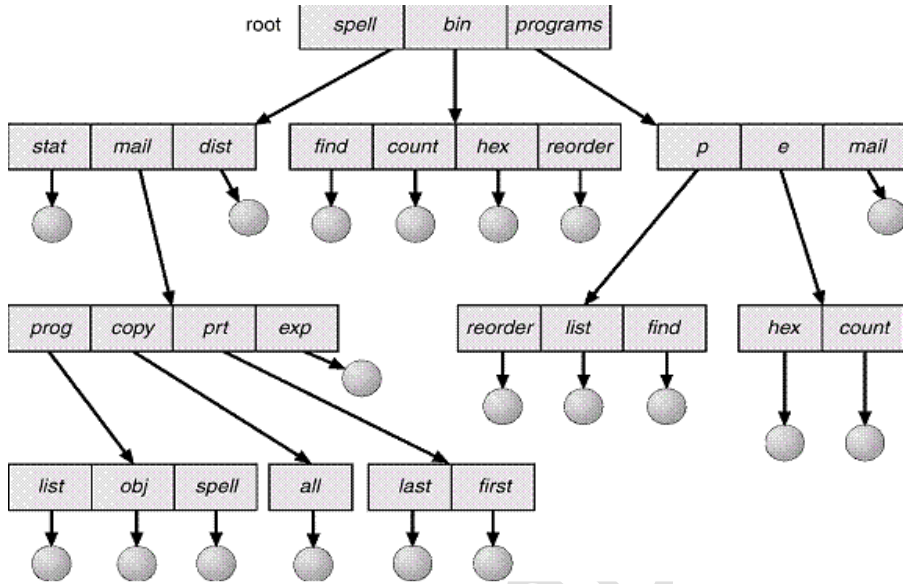 root spell bin programs
stat mail dist find count hex reorder p e mail
prog copy prt exp reorder list find hex count
list obj spell all last first